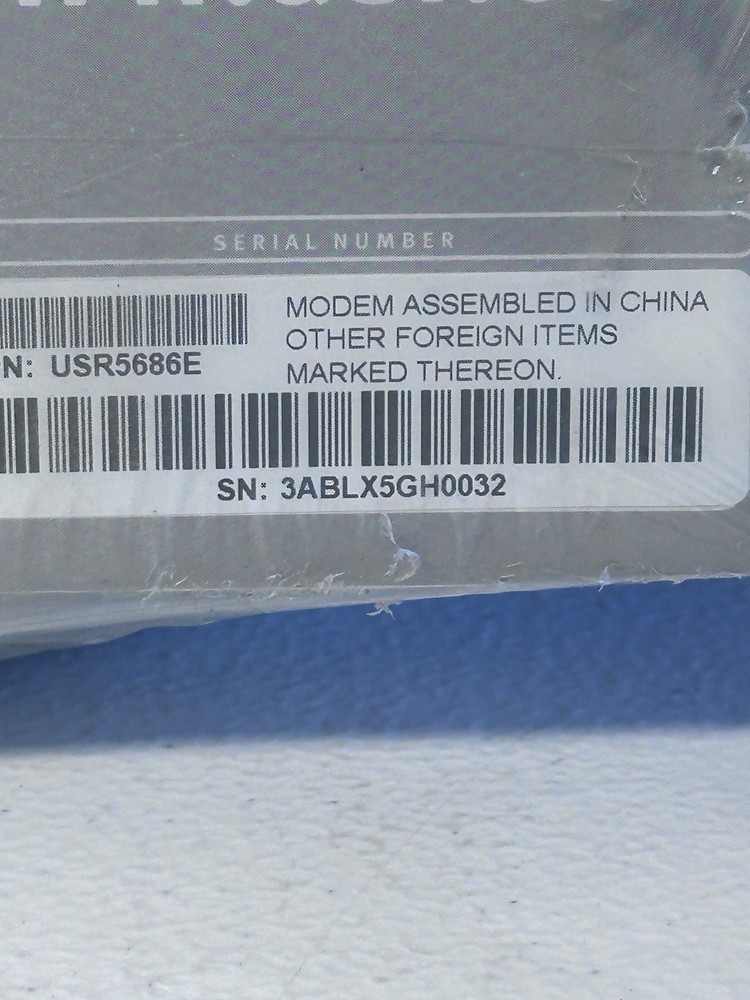 SERIAL NUMBER
MODEM ASSEMBLED IN CHINA
OTHER FOREIGN ITEMS
MARKED THEREON.
N: USR5686E
SN: 3ABLX5GH0032